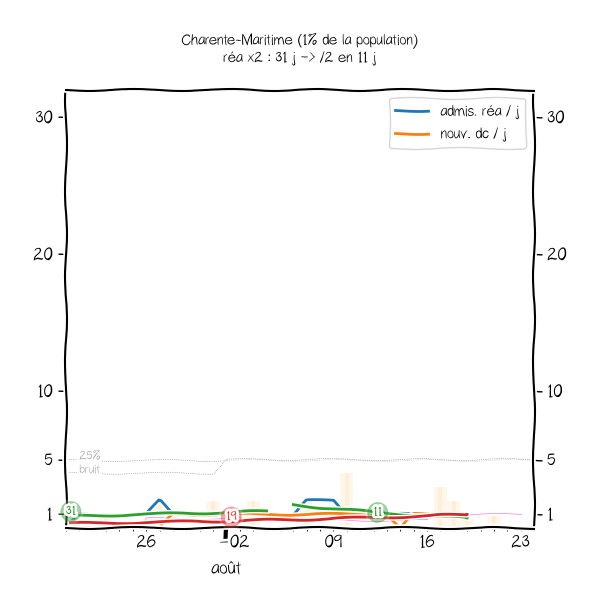 Charente-Maritime (1% de la population)
réa x2 : 31 j -> /2 en 11 j
admis. réa / j
nouv. dc / j
30 30
20 20
10 10
5 25% 5
bruit
1 31 19 11 1
26 02 09 16 23
août